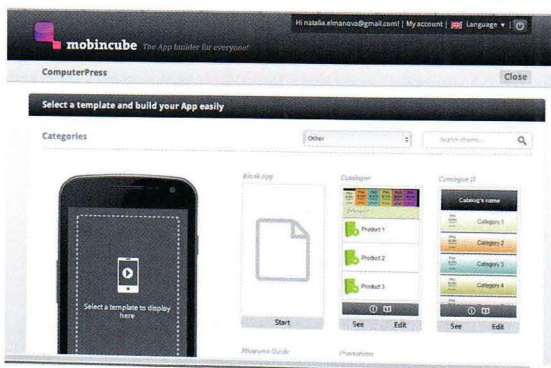 Hi natalia.elmanova@gmail.com! | My account | Language
mobincube The App builder for everyone!
ComputerPress
Close
Select a template and build your App easily
Categories
Other
Search theme...
Select a template to display
here
Blank App
Start
Catalogue
Product 1
Product 2
Product 3
See Edit
Catalogue II
Catalog's name
Category 1
Category 2
Category 3
Category 4
See Edit
Museums Guide
Promotions